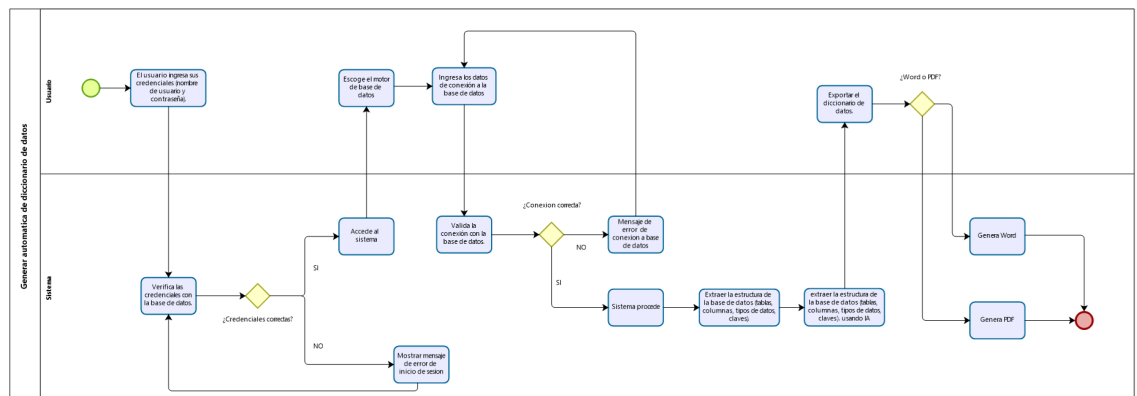 Generar automatica de diccionario de datos
Usuario
El usuario ingresa sus
credenciales (nombre
de usuario y
contraseña).
Escoge el motor
de base de
datos
Ingresa los datos
de conexión a la
base de datos
Exportar el
diccionario de
datos.
¿Word o PDF?
Sistema
Verifica las
credenciales con
la base de datos.
¿Credenciales correctas?
SI
NO
Accede al
sistema
Mostrar mensaje
de error de
inicio de sesion
Valida la
conexión con la
base de datos.
¿Conexion correcta?
NO
SI
Mensaje de
error de
conexion a base
de datos
Sistema procede
Extraer la estructura de
la base de datos (tablas,
columnas, tipos de datos,
claves).
extraer la estructura de
la base de datos (tablas,
columnas, tipos de datos,
claves). usando IA
Genera Word
Genera PDF